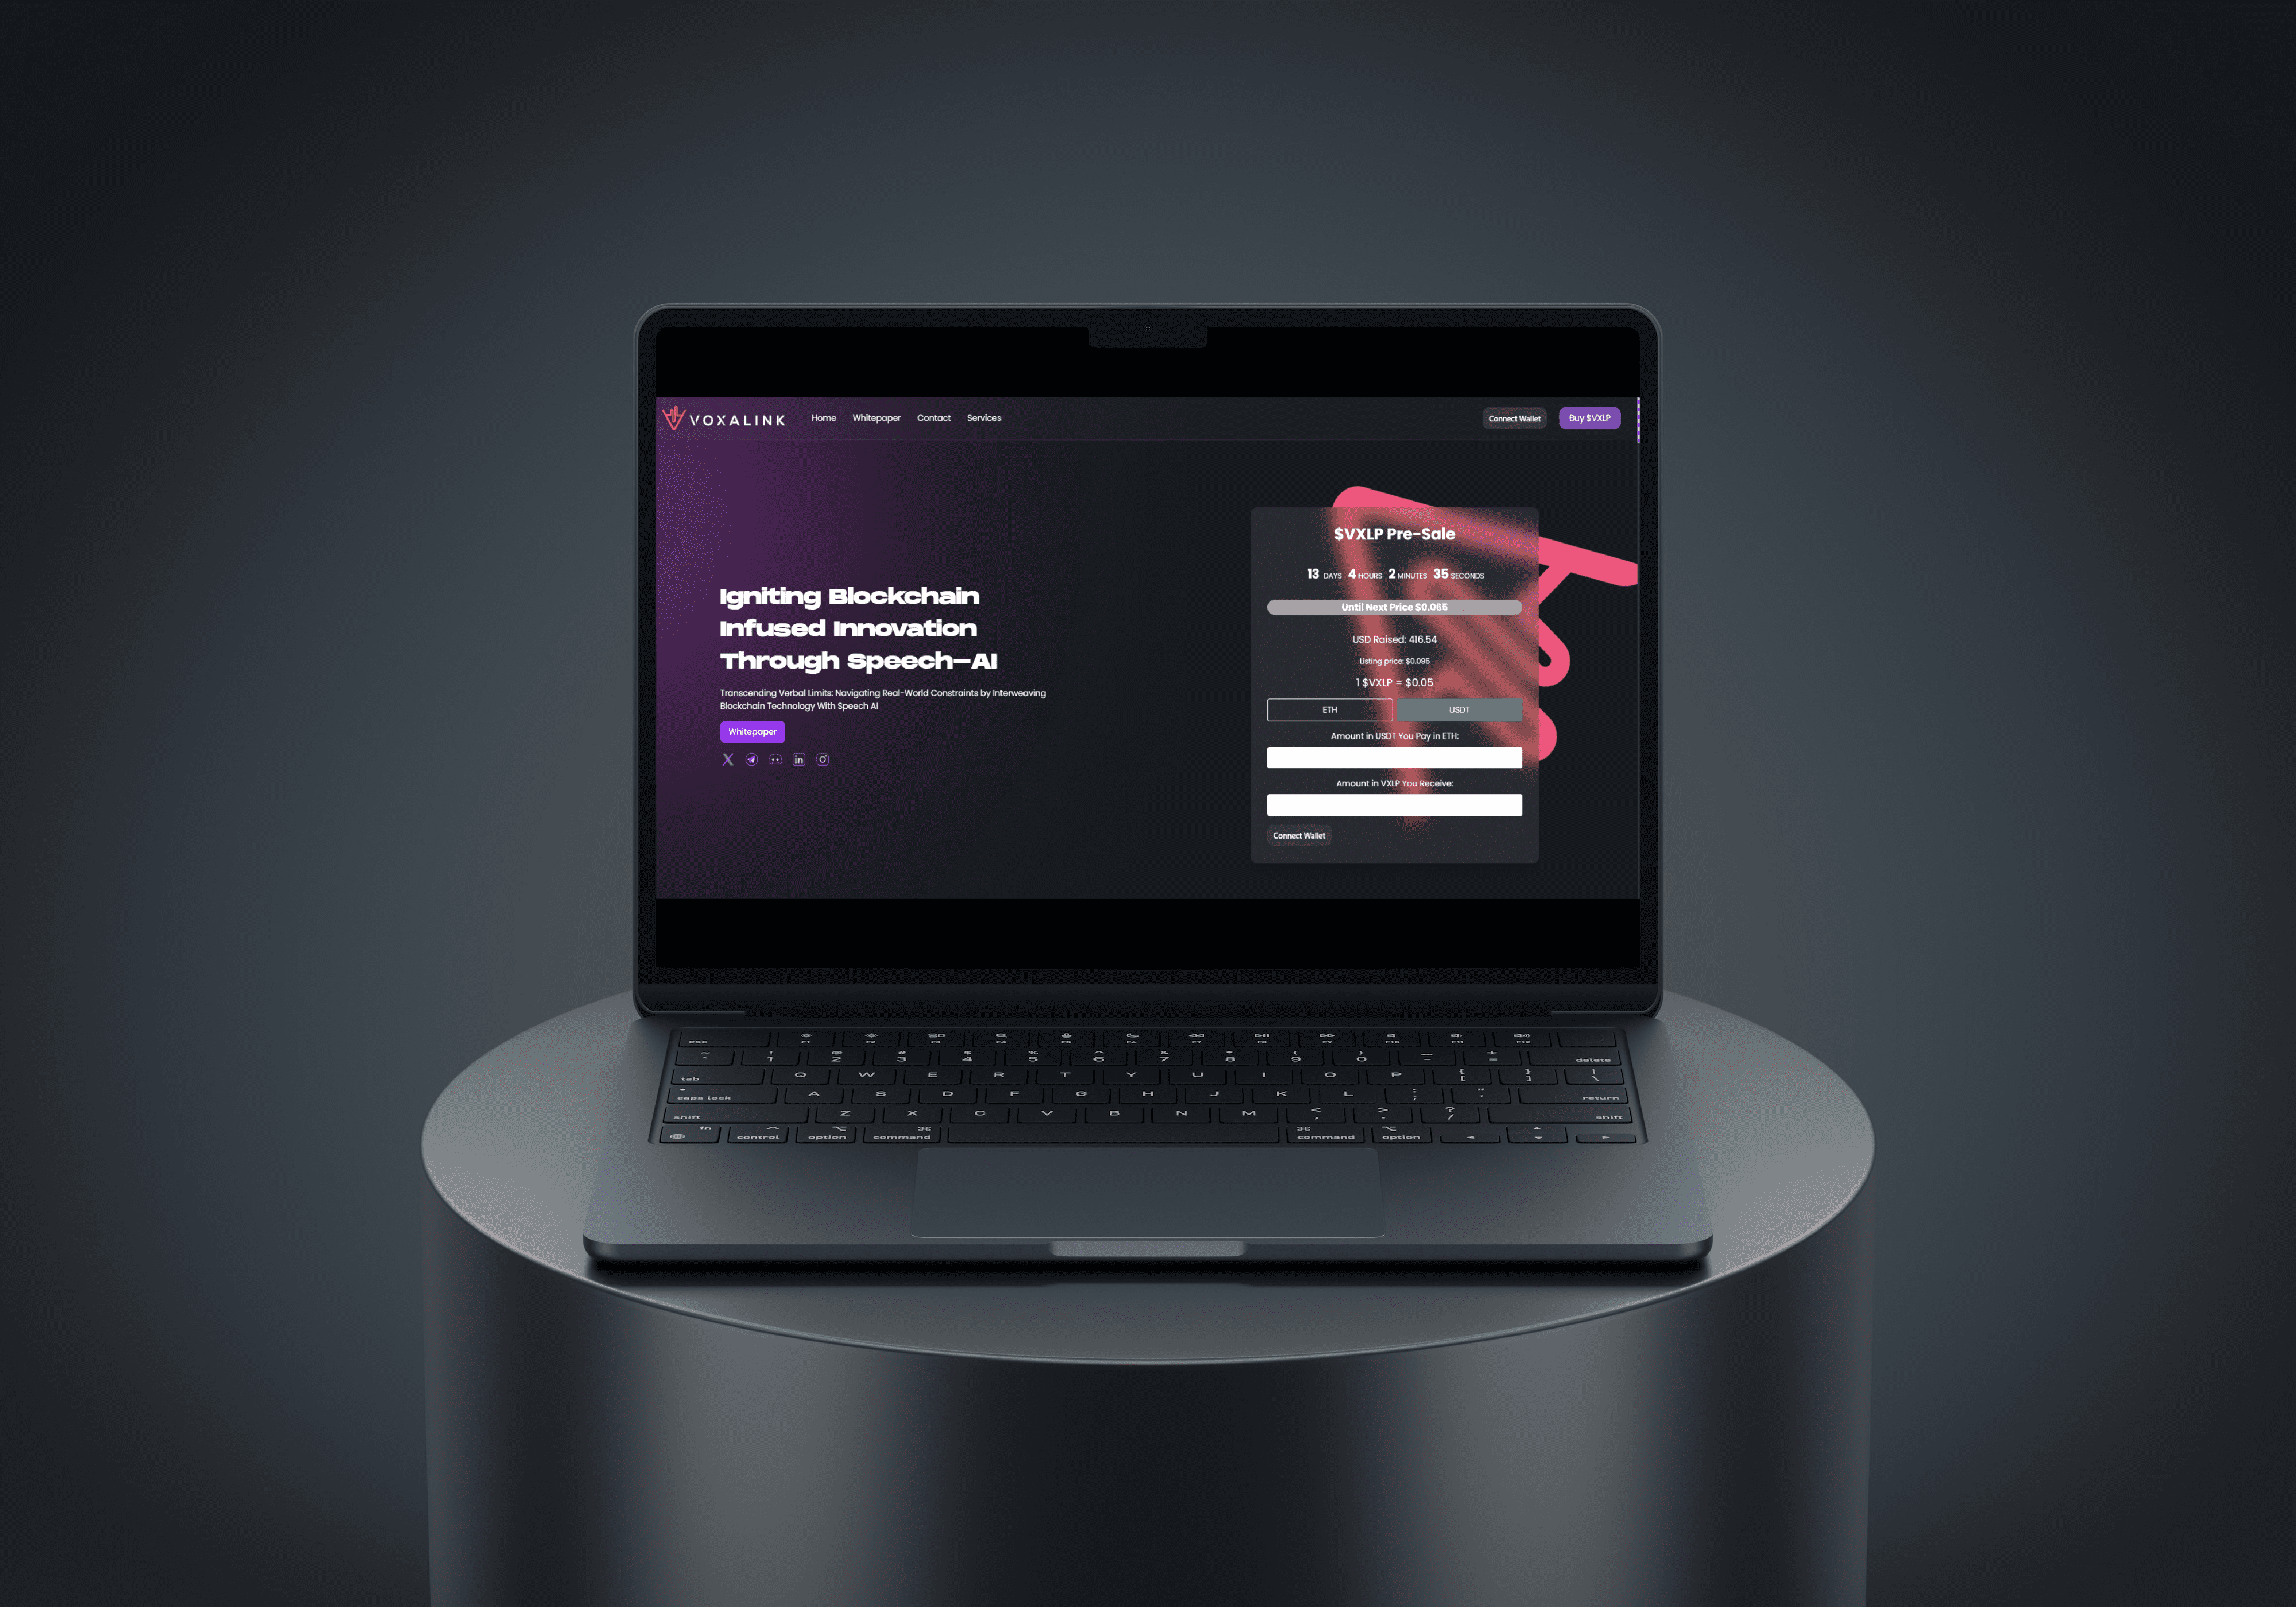 VOXALINK
Home Whitepaper Contact Services
Connect Wallet Buy $VXLP
Igniting Blockchain
Infused Innovation
Through Speech-AI
Transcending Verbal Limits: Navigating Real-World Constraints by Interweaving
Blockchain Technology With Speech AI
Whitepaper
in
$VXLP Pre-Sale
13 DAYS 4 HOURS 2 MINUTES 35 SECONDS
Until Next Price $0.065
USD Raised: 416.54
Listing price: $0.095
1 $VXLP = $0.05
ETH USDT
Amount in USDT You Pay in ETH:
Amount in VXLP You Receive:
Connect Wallet
esc F1 F2 F3 F4 F5 F6 F7 F8 F9 F10 F11 F12
~ ! @ # $ % ^ & * ( ) — +
` 1 2 3 4 5 6 7 8 9 0 – = delete
tab Q W E R T Y U I O P { [ } ] | \
caps lock A S D F G H J K L : ; " ' return
shift Z X C V B N M < , > . ? / shift
fn control option command command option